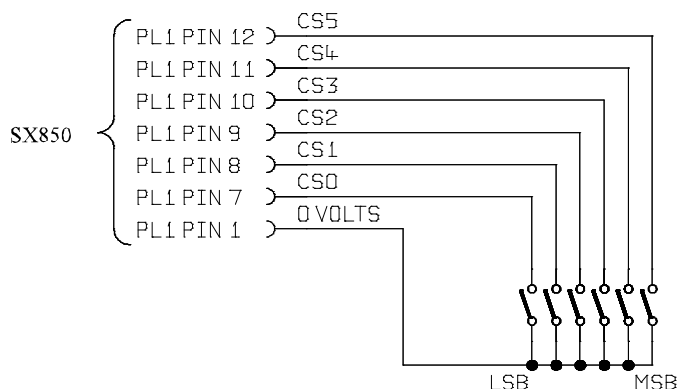 CS5
PL1 PIN 12
CS4
PL1 PIN 11
CS3
PL1 PIN 10
CS2
SX850
PL1 PIN 9
CS1
PL1 PIN 8
CS0
PL1 PIN 7
0 VOLTS
PL1 PIN 1
LSB MSB